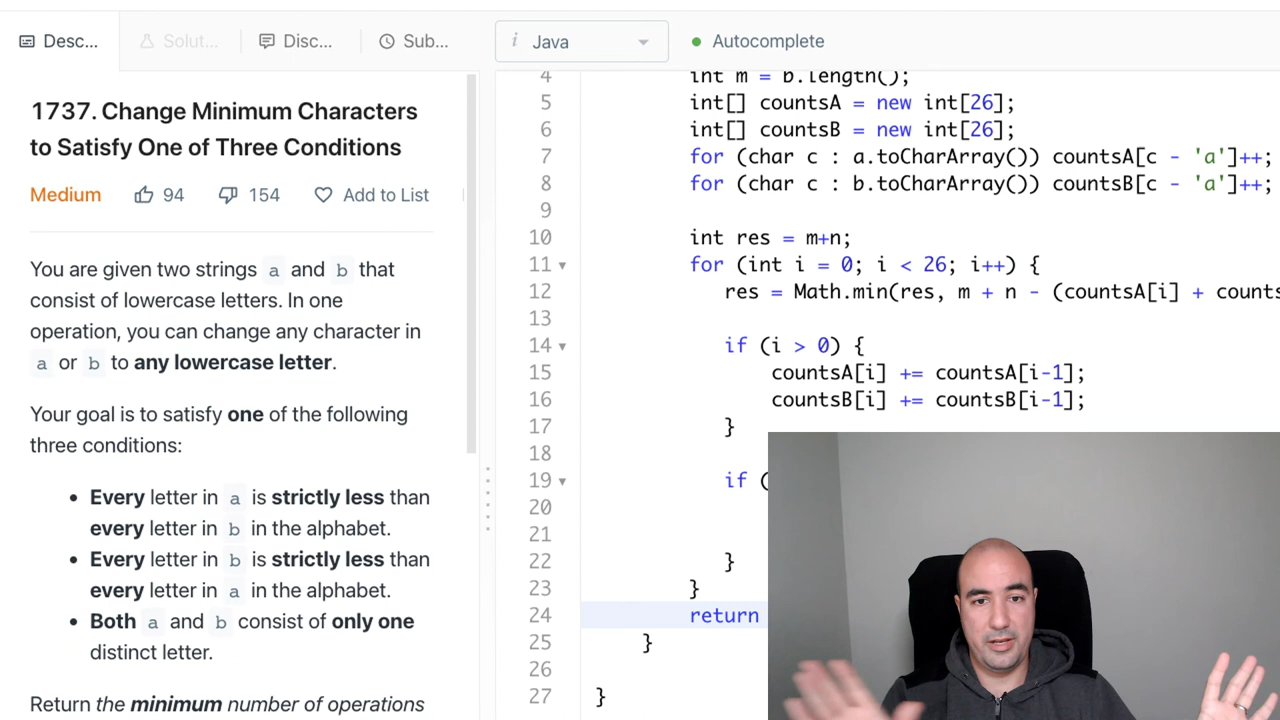 Desc...
Solut...
Disc...
Sub...
i Java
Autocomplete
1737. Change Minimum Characters
to Satisfy One of Three Conditions
Medium 94 154 Add to List
You are given two strings a and b that
consist of lowercase letters. In one
operation, you can change any character in
a or b to any lowercase letter.
Your goal is to satisfy one of the following
three conditions:
• Every letter in a is strictly less than
every letter in b in the alphabet.
• Every letter in b is strictly less than
every letter in a in the alphabet.
• Both a and b consist of only one
distinct letter.
Return the minimum number of operations
4 int m = b.length();
5 int[] countsA = new int[26];
6 int[] countsB = new int[26];
7 for (char c : a.toCharArray()) countsA[c - 'a']++;
8 for (char c : b.toCharArray()) countsB[c - 'a']++;
9
10 int res = m+n;
11 for (int i = 0; i < 26; i++) {
12 res = Math.min(res, m + n - (countsA[i] + counts
13
14 if (i > 0) {
15 countsA[i] += countsA[i-1];
16 countsB[i] += countsB[i-1];
17 }
18
19 if (
20
21
22 }
23 }
24 return
25 }
26
27 }